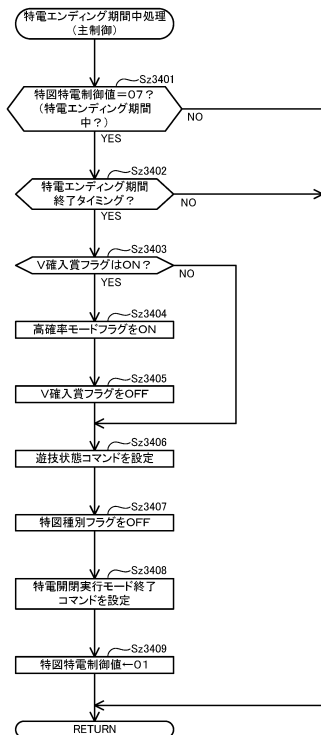 特電エンディング期間中処理
(主制御)
Sz3401
特図特電制御値=07?
(特電エンディング期間
中?)
NO
YES
Sz3402
特電エンディング期間
終了タイミング?
NO
YES
Sz3403
V確入賞フラグはON?
NO
YES
Sz3404
高確率モードフラグをON
Sz3405
V確入賞フラグをOFF
Sz3406
遊技状態コマンドを設定
Sz3407
特図種別フラグをOFF
Sz3408
特電開閉実行モード終了
コマンドを設定
Sz3409
特図特電制御値←01
RETURN